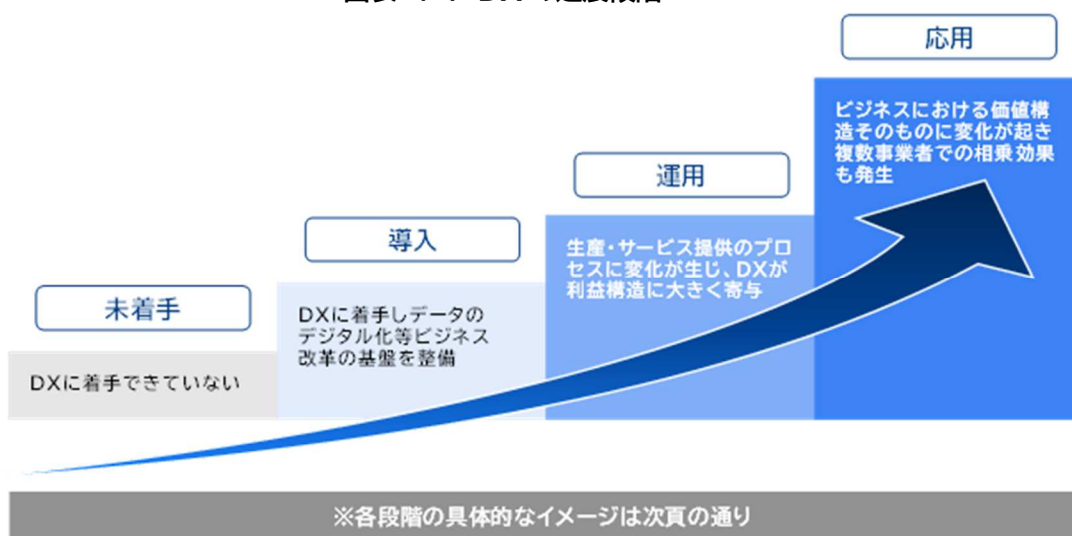 未着手
DXに着手できていない
導入
DXに着手しデータの
デジタル化等ビジネス
改革の基盤を整備
運用
生産・サービス提供のプロ
セスに変化が生じ、DXが
利益構造に大きく寄与
応用
ビジネスにおける価値構
造そのものに変化が起き
複数事業者での相乗効果
も発生
※各段階の具体的なイメージは次頁の通り